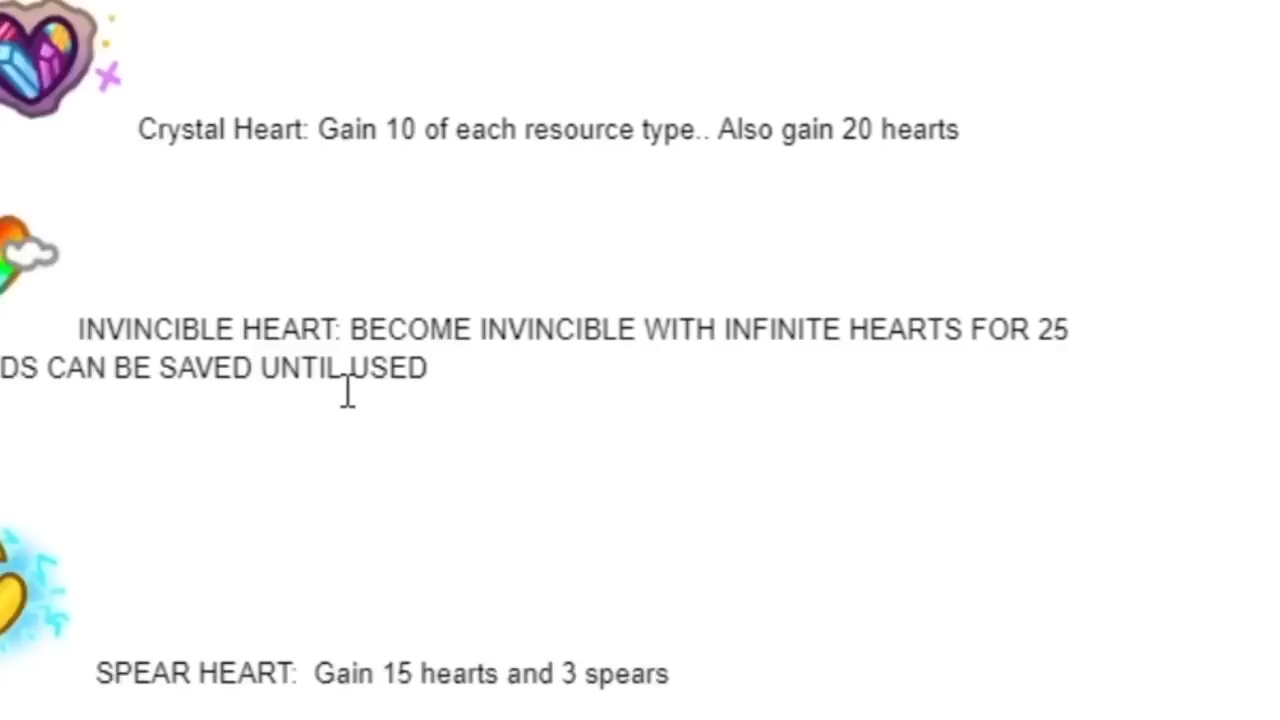 Crystal Heart: Gain 10 of each resource type.. Also gain 20 hearts
INVINCIBLE HEART: BECOME INVINCIBLE WITH INFINITE HEARTS FOR 25
DS CAN BE SAVED UNTIL USED
SPEAR HEART: Gain 15 hearts and 3 spears